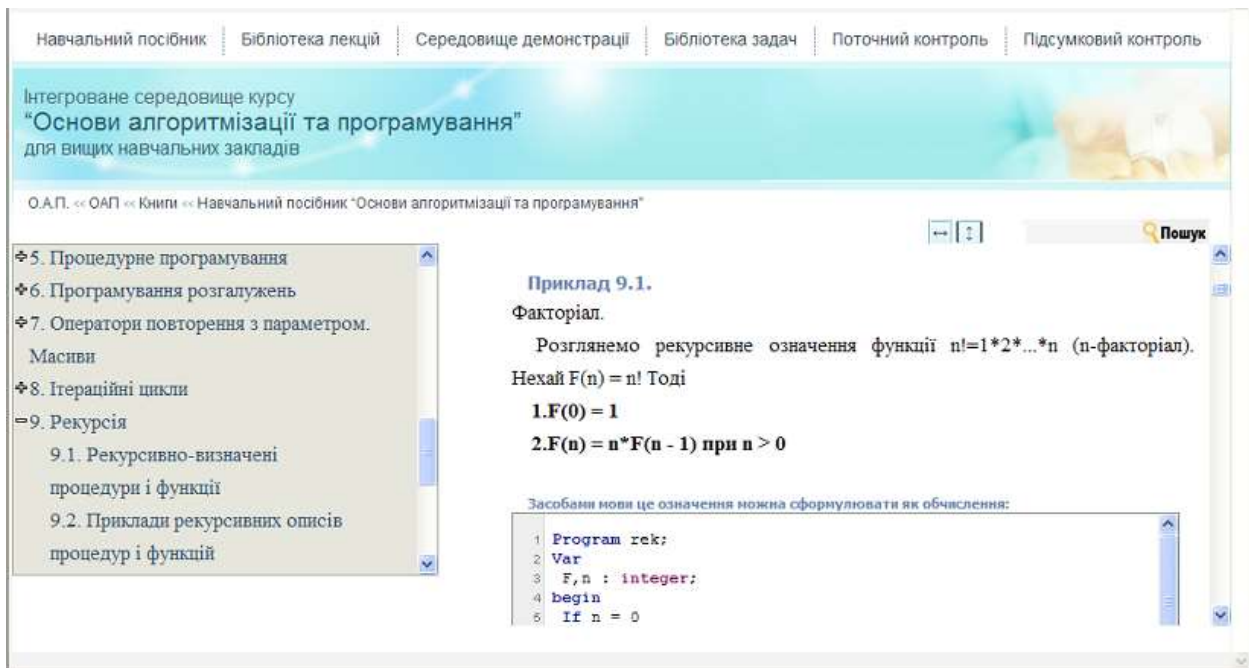 Навчальний посібник Бібліотека лекцій Середовище демонстрації Бібліотека задач Поточний контроль Підсумковий контроль
Інтегроване середовище курсу
“Основи алгоритмізації та програмування”
для вищих навчальних закладів
О.А.П. << ОАП << Книги << Навчальний посібник "Основи алгоритмізації та програмування"
Пошук
5. Процедурне програмування
6. Програмування розгалужень
7. Оператори повторення з параметром.
Масиви
8. Ітераційні цикли
9. Рекурсія
9.1. Рекурсивно-визначені
процедури і функції
9.2. Приклади рекурсивних описів
процедур і функцій
Приклад 9.1.
Факторіал.
Розглянемо рекурсивне означення функції n!=1*2*...*n (n-факторіал).
Нехай F(n) = n! Тоді
1.F(0) = 1
2.F(n) = n*F(n - 1) при n > 0
Засобами мови це означення можна сформулювати як обчислення:
1 Program rek;
2 Var
3 F,n : integer;
4 begin
5 If n = 0